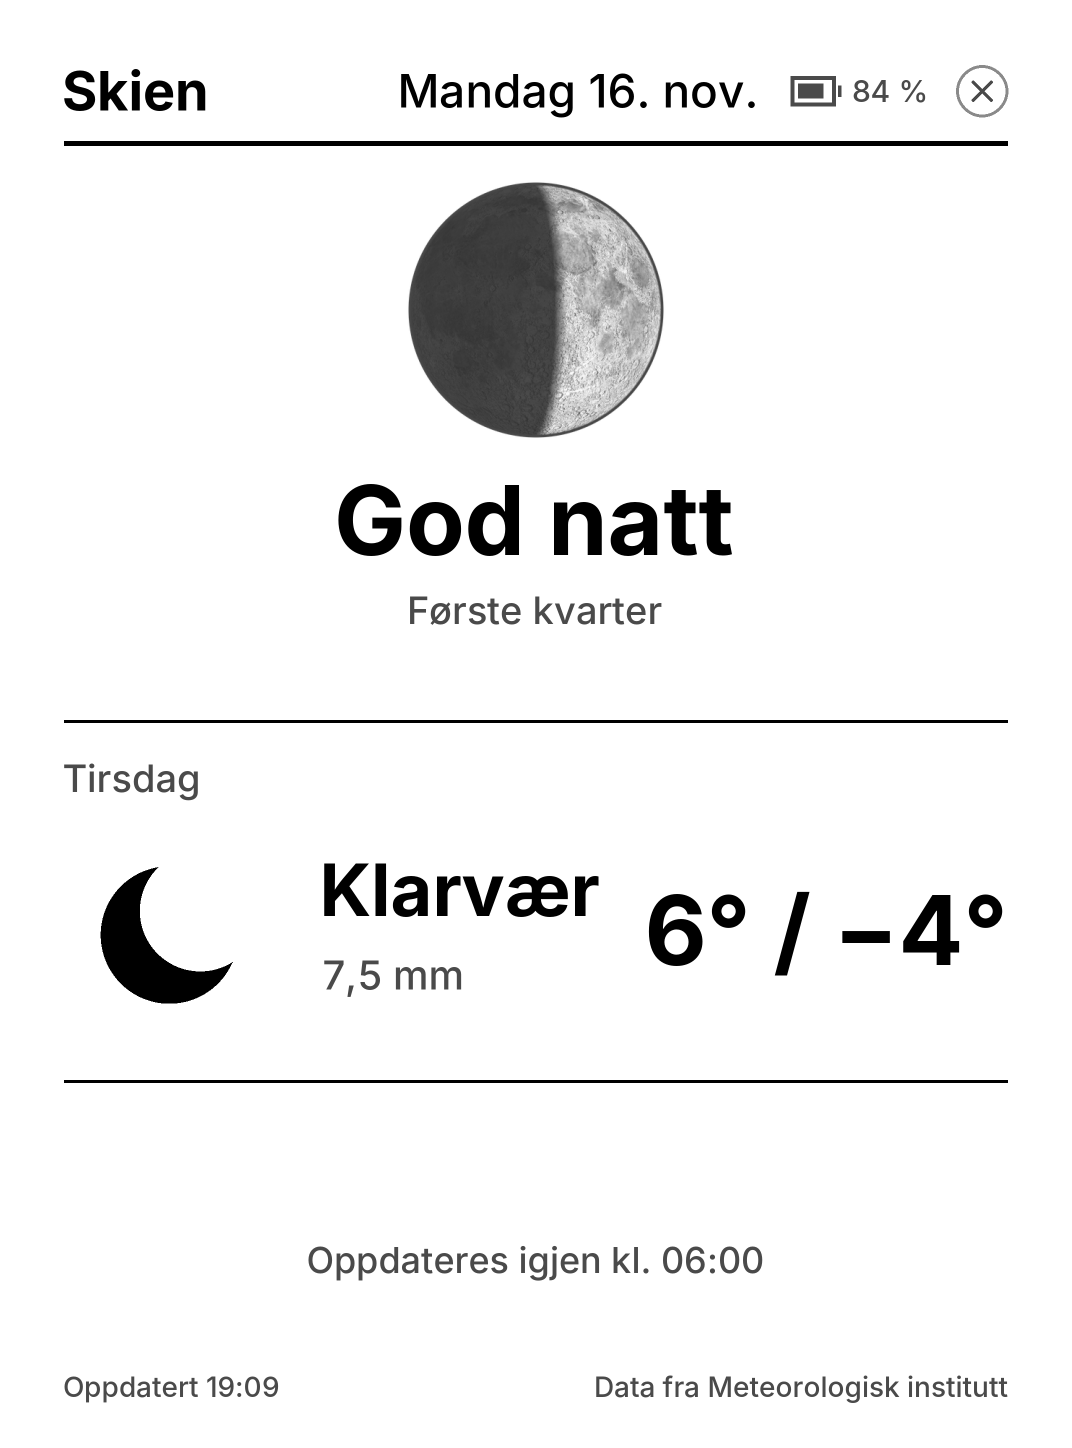 Skien
Mandag 16. nov.
84 %
God natt
Første kvarter
Tirsdag
Klarvær
7,5 mm
6° / −4°
Oppdateres igjen kl. 06:00
Oppdatert 19:09
Data fra Meteorologisk institutt